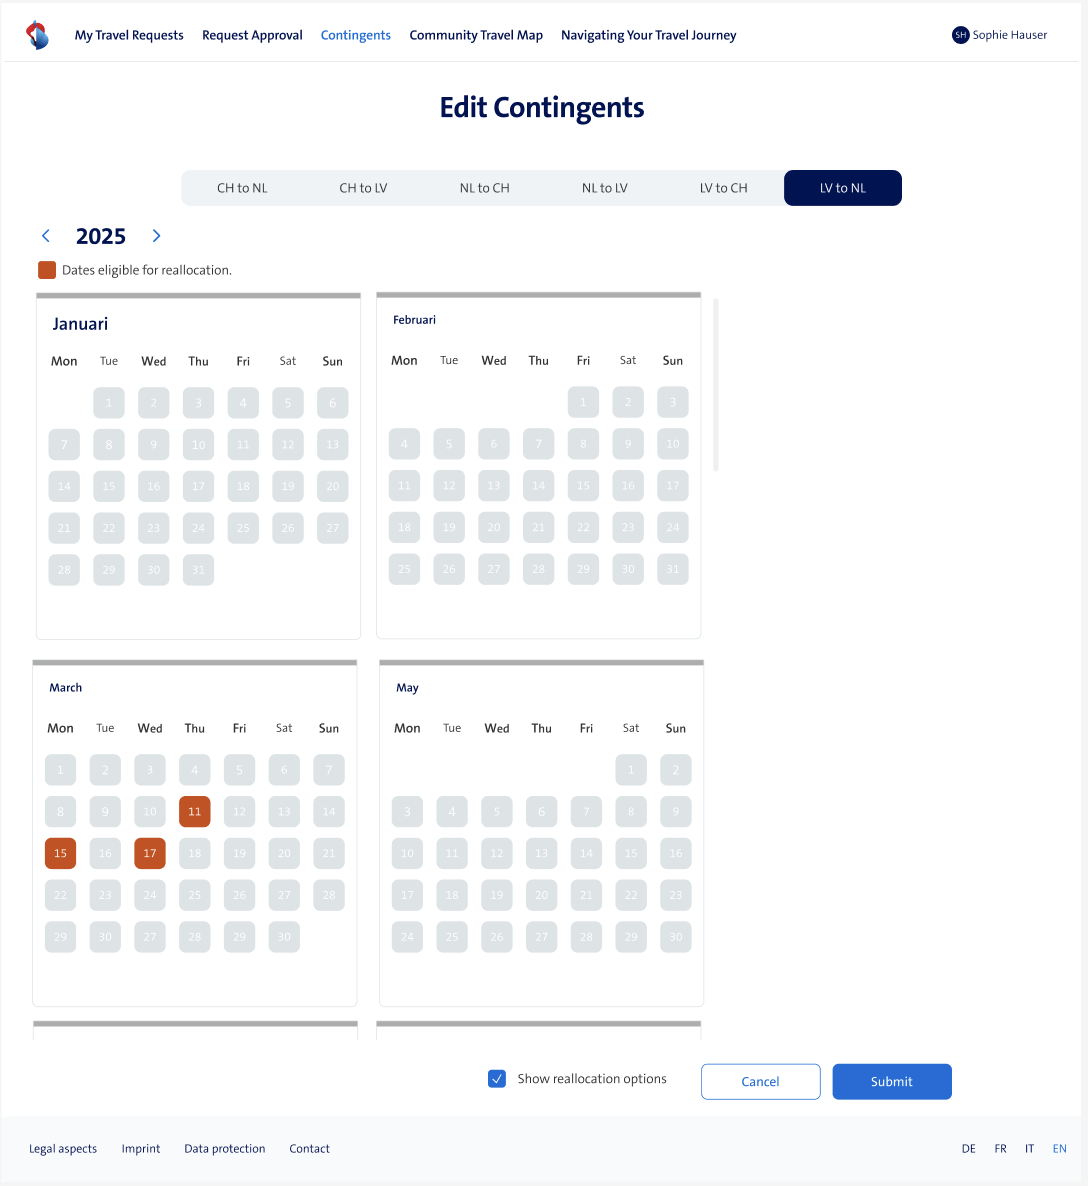 My Travel Requests Request Approval Contingents Community Travel Map Navigating Your Travel Journey SH Sophie Hauser
Edit Contingents
CH to NL CH to LV NL to CH NL to LV LV to CH LV to NL
2025
Dates eligible for reallocation.
Januari
Mon Tue Wed Thu Fri Sat Sun
1 2 3 4 5 6
7 8 9 10 11 12 13
14 15 16 17 18 19 20
21 22 23 24 25 26 27
28 29 30 31
Februari
Mon Tue Wed Thu Fri Sat Sun
1 2 3
4 5 6 7 8 9 10
11 12 13 14 15 16 17
18 19 20 21 22 23 24
25 26 27 28 29 30 31
March
Mon Tue Wed Thu Fri Sat Sun
1 2 3 4 5 6 7
8 9 10 11 12 13 14
15 16 17 18 19 20 21
22 23 24 25 26 27 28
29 30 27 28 29 30
May
Mon Tue Wed Thu Fri Sat Sun
1 2
3 4 5 6 7 8 9
10 11 12 13 14 15 16
17 18 19 20 21 22 23
24 25 26 27 28 29 30
Show reallocation options Cancel Submit
Legal aspects Imprint Data protection Contact DE FR IT EN